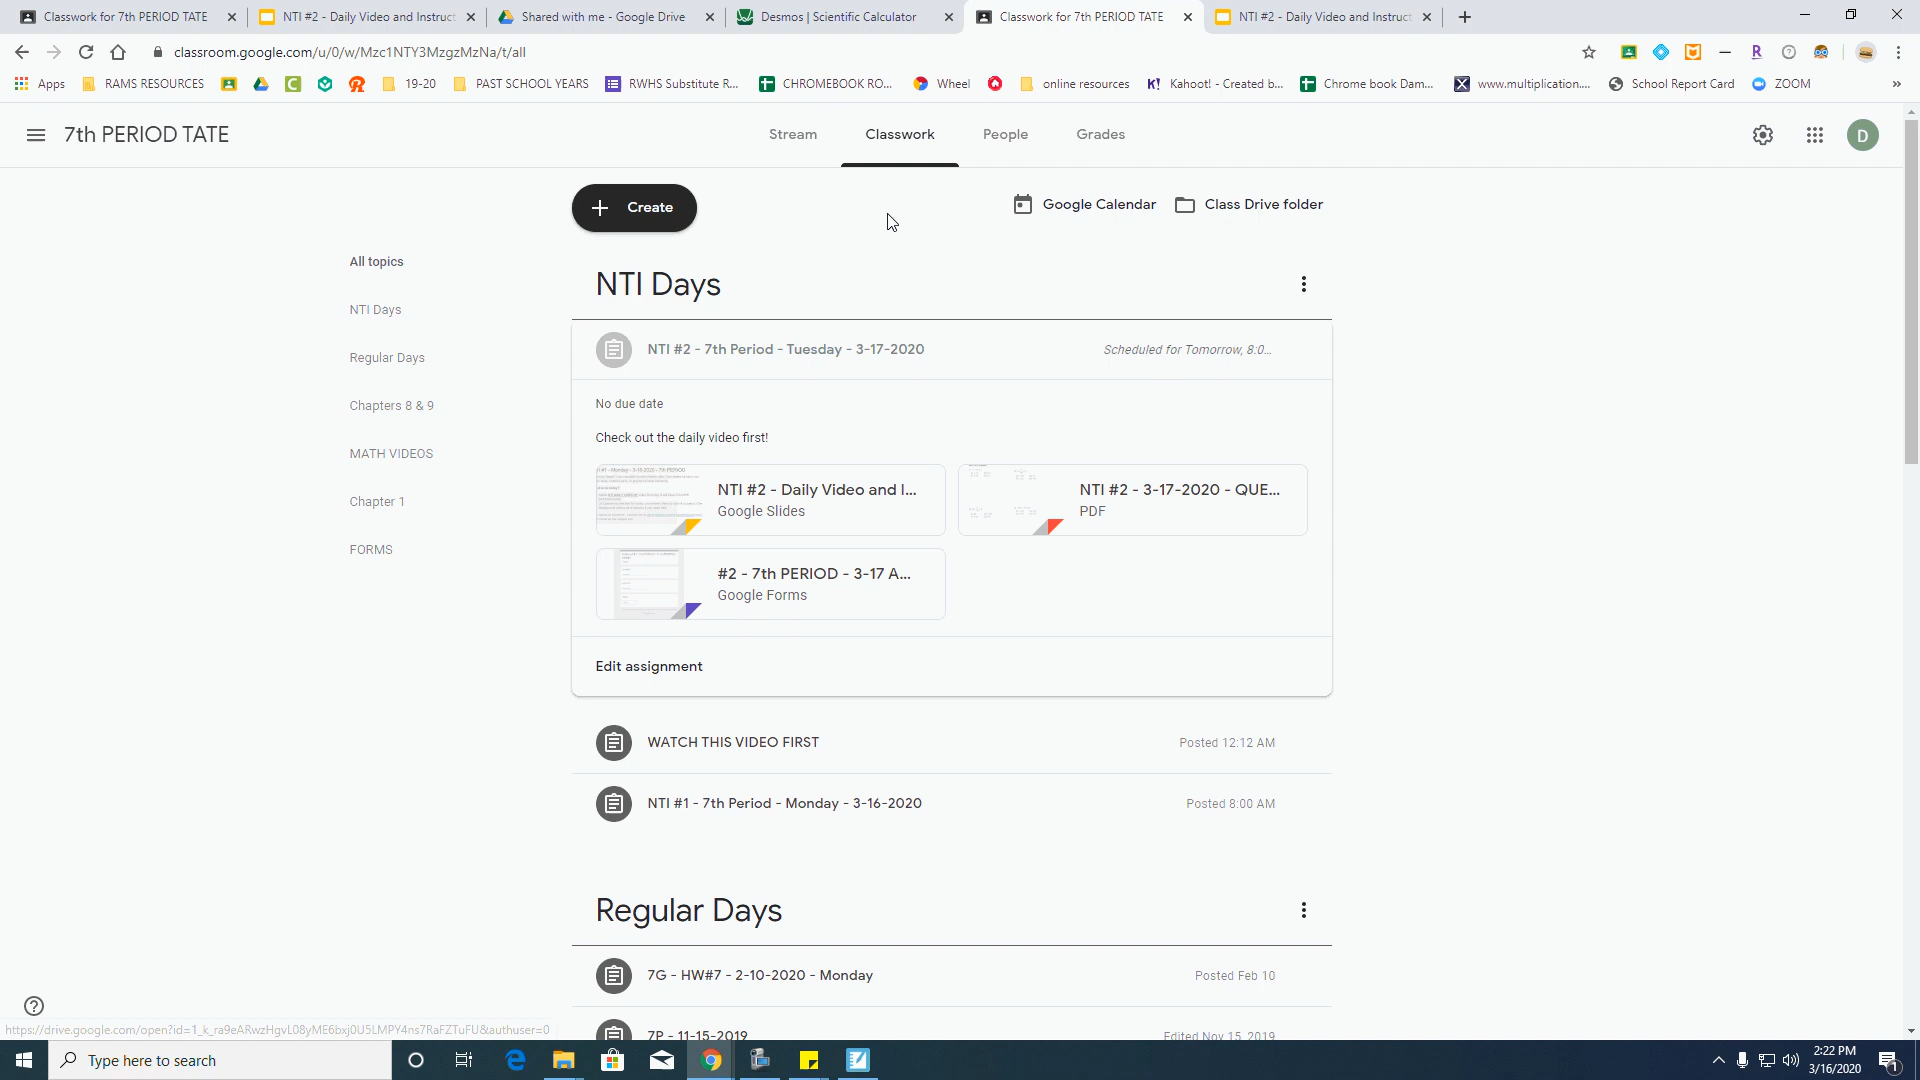 Classwork for 7th PERIOD TATE
NTI #2 - Daily Video and Instruct
Shared with me - Google Drive
Desmos | Scientific Calculator
Classwork for 7th PERIOD TATE
NTI #2 - Daily Video and Instruct
classroom.google.com/u/0/w/Mzc1NTY3MzgzMzNa/t/all
Apps
RAMS RESOURCES
19-20
PAST SCHOOL YEARS
RWHS Substitute R...
CHROMEBOOK RO...
Wheel
online resources
Kahoot! - Created b...
Chrome book Dam...
www.multiplication....
School Report Card
ZOOM
7th PERIOD TATE
Stream
Classwork
People
Grades
D
Create
Google Calendar
Class Drive folder
All topics
NTI Days
Regular Days
Chapters 8 & 9
MATH VIDEOS
Chapter 1
FORMS
NTI Days
NTI #2 - 7th Period - Tuesday - 3-17-2020
Scheduled for Tomorrow, 8:0...
No due date
Check out the daily video first!
NTI #2 - Daily Video and I...
Google Slides
NTI #2 - 3-17-2020 - QUE...
PDF
#2 - 7th PERIOD - 3-17 A...
Google Forms
Edit assignment
WATCH THIS VIDEO FIRST
Posted 12:12 AM
NTI #1 - 7th Period - Monday - 3-16-2020
Posted 8:00 AM
Regular Days
7G - HW#7 - 2-10-2020 - Monday
Posted Feb 10
7P - 11-15-2019
Edited Nov 15, 2019
https://drive.google.com/open?id=1_k_ra9eARwzHgvL08yME6bxj0U5LMPY4ns7RaFZTuFU&authuser=0
Type here to search
2:22 PM
3/16/2020
1